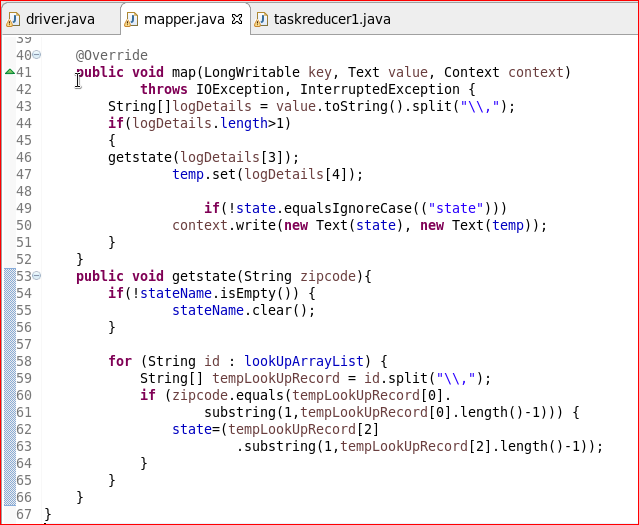 driver.java mapper.java taskreducer1.java
39
40 @Override
41 public void map(LongWritable key, Text value, Context context)
42 throws IOException, InterruptedException {
43 String[]logDetails = value.toString().split("\\,");
44 if(logDetails.length>1)
45 {
46 getstate(logDetails[3]);
47 temp.set(logDetails[4]);
48
49 if(!state.equalsIgnoreCase(("state")))
50 context.write(new Text(state), new Text(temp));
51 }
52 }
53 public void getstate(String zipcode){
54 if(!stateName.isEmpty()) {
55 stateName.clear();
56 }
57
58 for (String id : lookUpArrayList) {
59 String[] tempLookUpRecord = id.split("\\,");
60 if (zipcode.equals(tempLookUpRecord[0].
61 substring(1,tempLookUpRecord[0].length()-1))) {
62 state=(tempLookUpRecord[2]
63 .substring(1,tempLookUpRecord[2].length()-1));
64 }
65 }
66 }
67 }